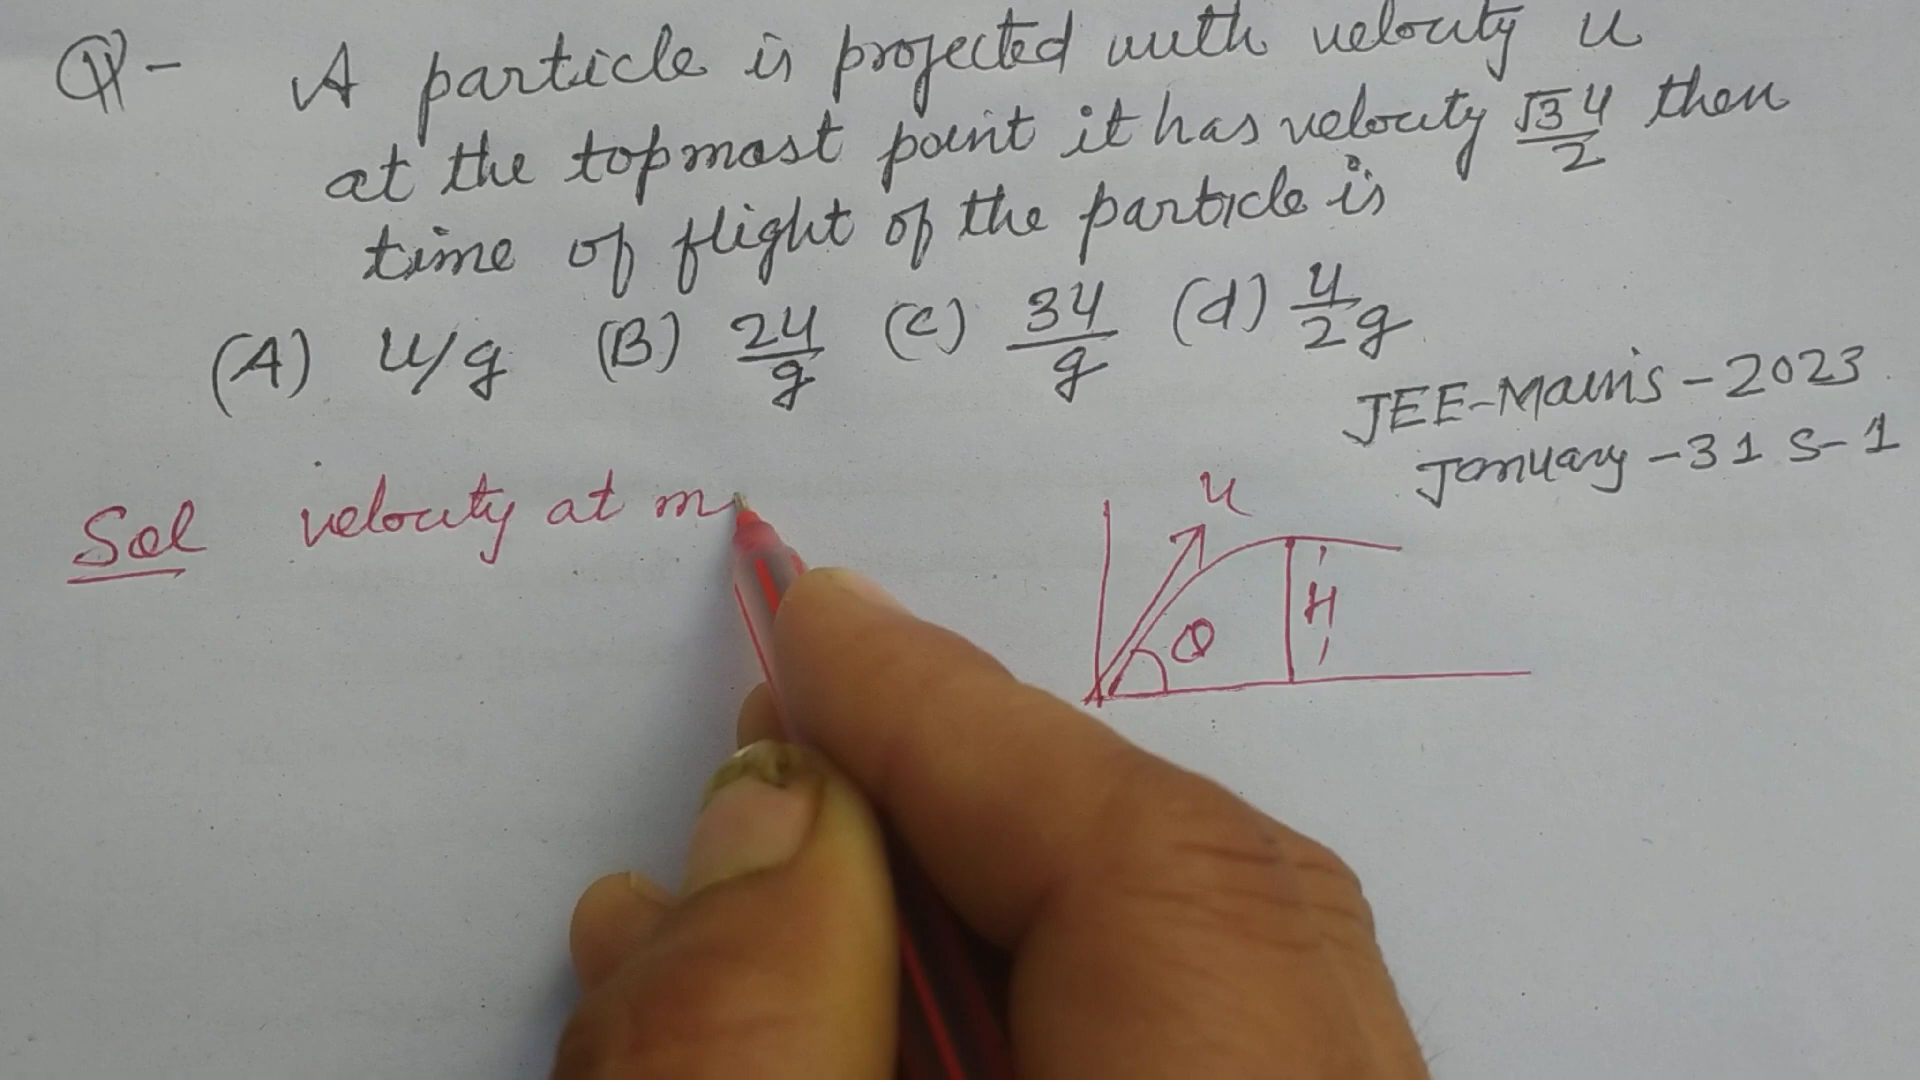 Q- A particle is projected with velocity u
at the topmost point it has velocity √3u/2 then
time of flight of the particle is
(A) u/g (B) 2u/g (c) 3u/g (d) u/2g
JEE-Mains-2023
January-31 S-1
Sol velocity at m
u
H
θ